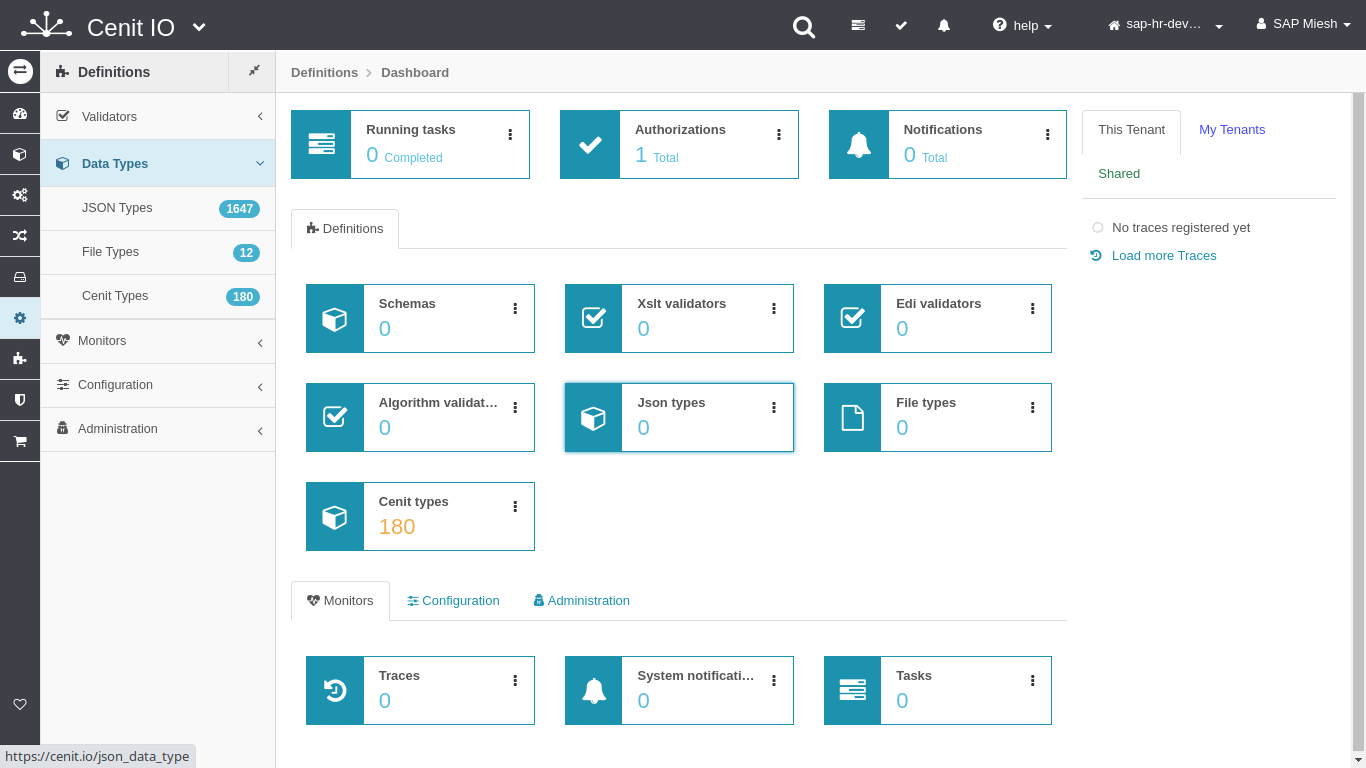 Cenit IO
help
sap-hr-dev…
SAP Miesh
Definitions
Definitions
Dashboard
Validators
Data Types
JSON Types 1647
File Types 12
Cenit Types 180
Monitors
Configuration
Administration
Running tasks
0 Completed
Authorizations
1 Total
Notifications
0 Total
This Tenant
My Tenants
Shared
No traces registered yet
Load more Traces
Definitions
Schemas
0
Xslt validators
0
Edi validators
0
Algorithm validat…
0
Json types
0
File types
0
Cenit types
180
Monitors
Configuration
Administration
Traces
0
System notificati…
0
Tasks
0
https://cenit.io/json_data_type